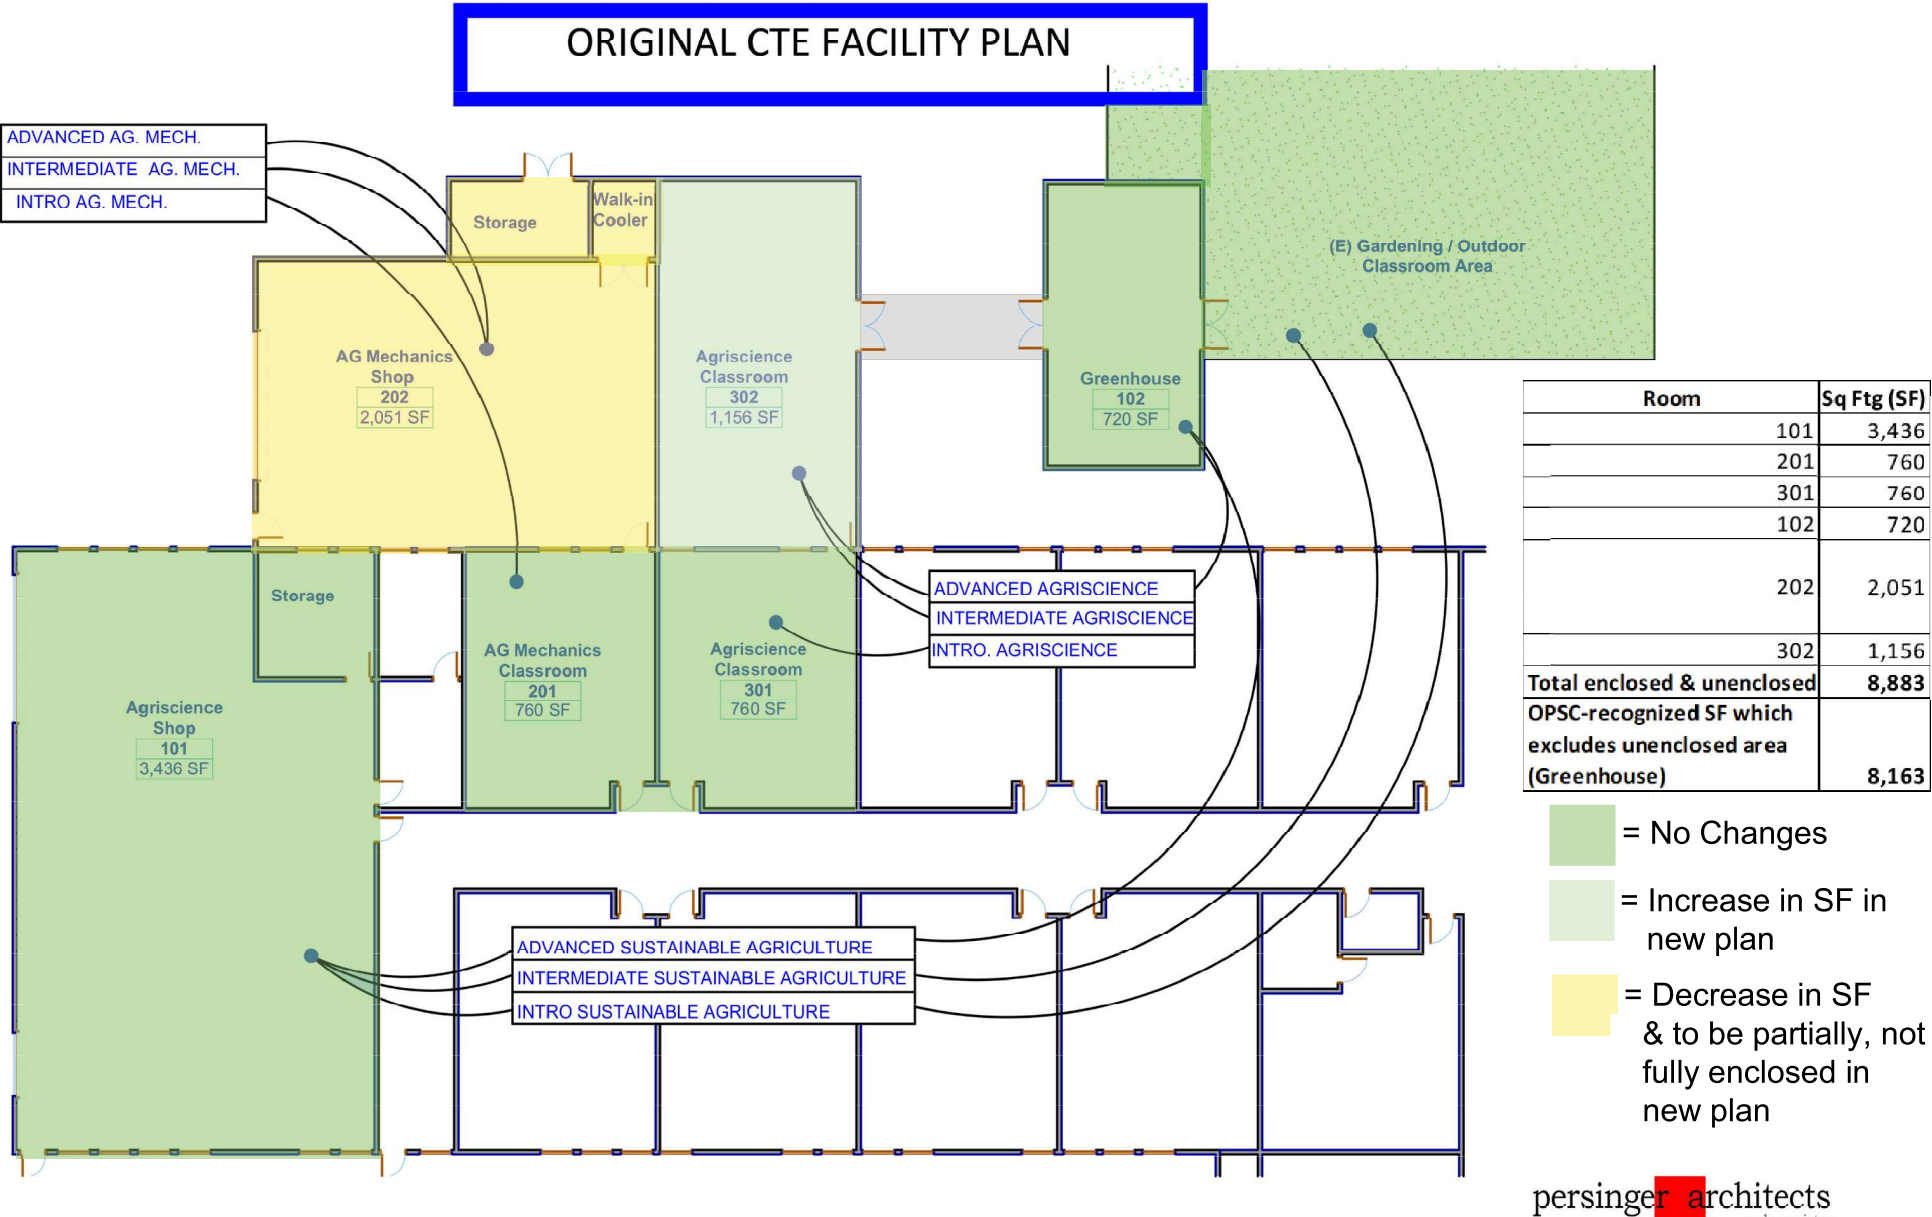 ORIGINAL CTE FACILITY PLAN
ADVANCED AG. MECH.
INTERMEDIATE AG. MECH.
INTRO AG. MECH.
Storage
Walk-in
Cooler
(E) Gardening / Outdoor
Classroom Area
AG Mechanics
Shop
202
2,051 SF
Agriscience
Classroom
302
1,156 SF
Greenhouse
102
720 SF
Room Sq Ftg (SF)
101 3,436
201 760
301 760
102 720
202 2,051
302 1,156
Total enclosed & unenclosed 8,883
OPSC-recognized SF which
excludes unenclosed area
(Greenhouse) 8,163
Storage
ADVANCED AGRISCIENCE
INTERMEDIATE AGRISCIENCE
INTRO. AGRISCIENCE
AG Mechanics
Classroom
201
760 SF
Agriscience
Classroom
301
760 SF
Agriscience
Shop
101
3,436 SF
ADVANCED SUSTAINABLE AGRICULTURE
INTERMEDIATE SUSTAINABLE AGRICULTURE
INTRO SUSTAINABLE AGRICULTURE
= No Changes
= Increase in SF in
new plan
= Decrease in SF
& to be partially, not
fully enclosed in
new plan
persinger architects